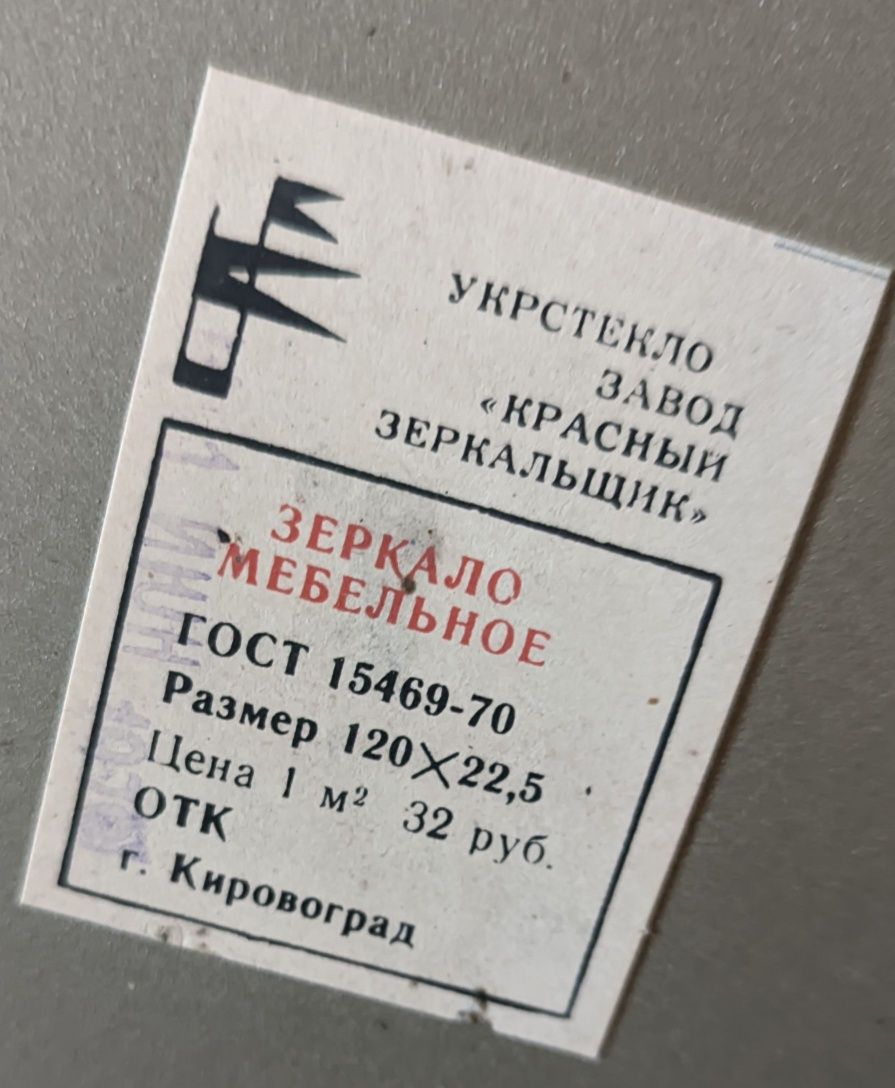 УКРСТЕКЛО
ЗАВОД
«КРАСНЫЙ
ЗЕРКАЛЬЩИК»
ЗЕРКАЛО
МЕБЕЛЬНОЕ
ГОСТ 15469-70
Размер 120×22,5
Цена 1 м² 32 руб.
ОТК
г. Кировоград